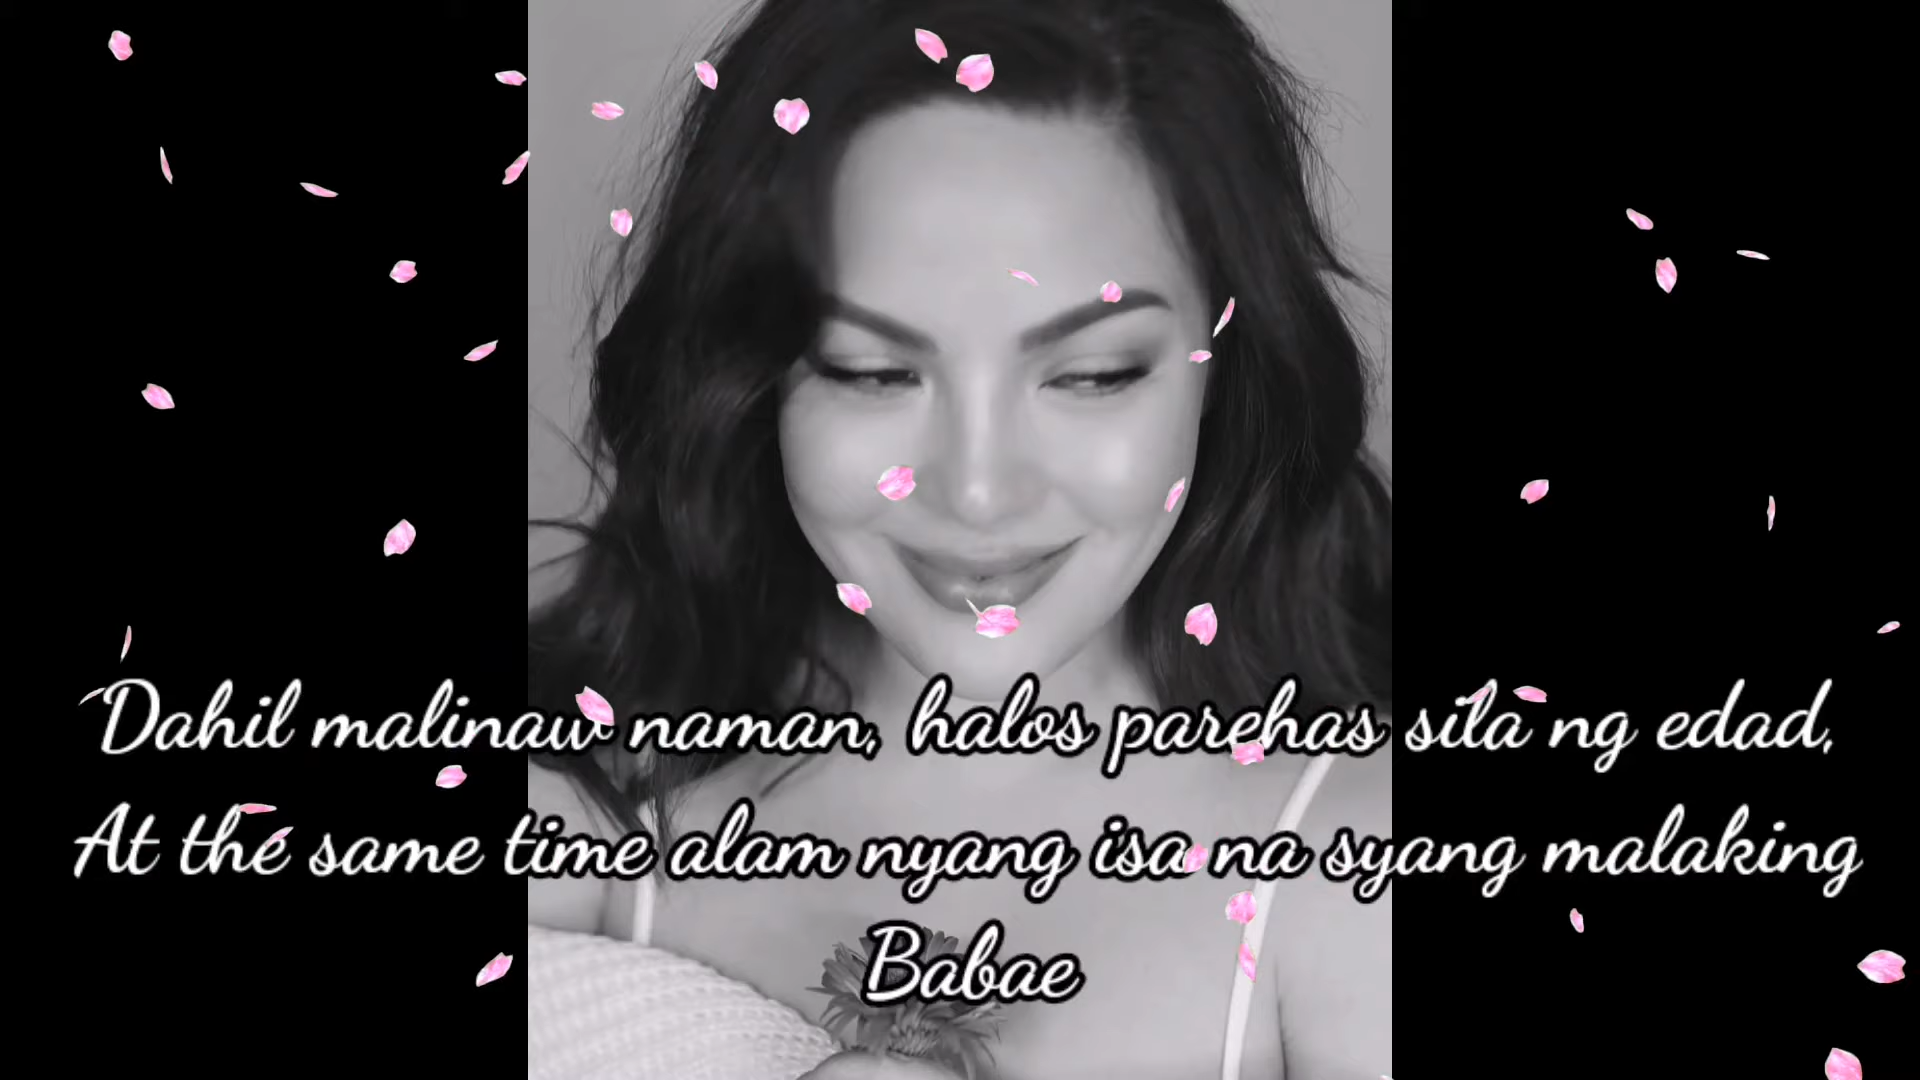 Dahil malinaw naman, halos parehas sila ng edad,
At the same time alam nyang isa na syang malaking
Babae